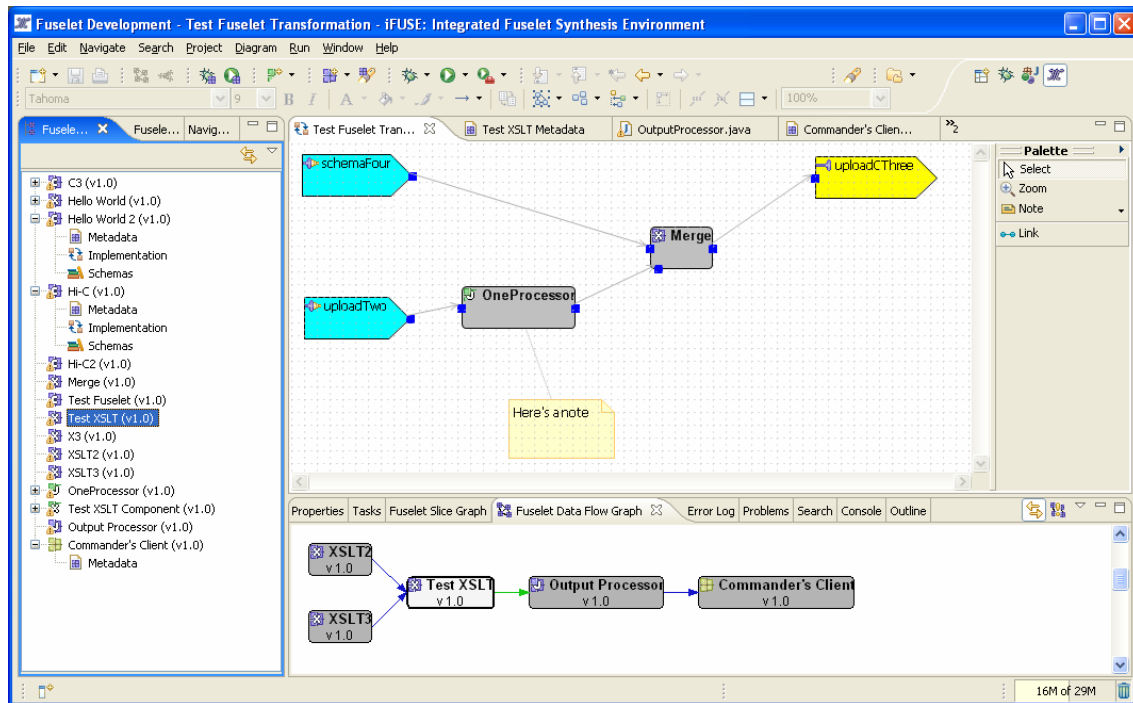 Fuselet Development - Test Fuselet Transformation - iFUSE: Integrated Fuselet Synthesis Environment
File Edit Navigate Search Project Diagram Run Window Help
Tahoma 9 B I A 100%
Fusele... Fusele... Navig...
Test Fuselet Tran... Test XSLT Metadata OutputProcessor.java Commander's Clien... »2
C3 (v1.0)
Hello World (v1.0)
Hello World 2 (v1.0)
Metadata
Implementation
Schemas
Hi-C (v1.0)
Metadata
Implementation
Schemas
Hi-C2 (v1.0)
Merge (v1.0)
Test Fuselet (v1.0)
Test XSLT (v1.0)
X3 (v1.0)
XSLT2 (v1.0)
XSLT3 (v1.0)
OneProcessor (v1.0)
Test XSLT Component (v1.0)
Output Processor (v1.0)
Commander's Client (v1.0)
Metadata
schemaFour
uploadCThree
Merge
OneProcessor
uploadTwo
Here's a note
Palette
Select
Zoom
Note
Link
Properties Tasks Fuselet Slice Graph Fuselet Data Flow Graph Error Log Problems Search Console Outline
XSLT2
v 1.0
Test XSLT
v 1.0
Output Processor
v 1.0
Commander's Client
v 1.0
XSLT3
v 1.0
16M of 29M